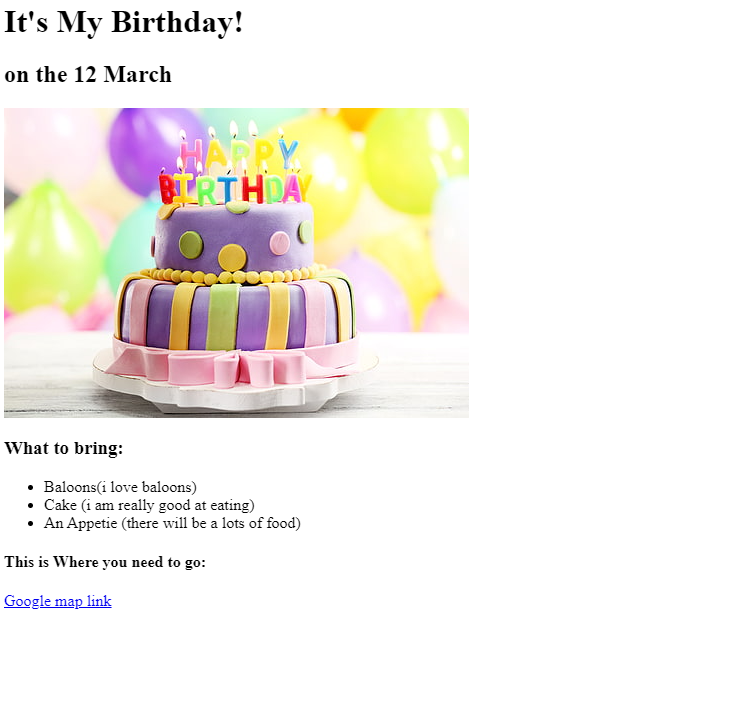 It's My Birthday!
on the 12 March
HAPPY
BIRTHDAY
What to bring:
Baloons(i love baloons)
Cake (i am really good at eating)
An Appetie (there will be a lots of food)
This is Where you need to go:
Google map link